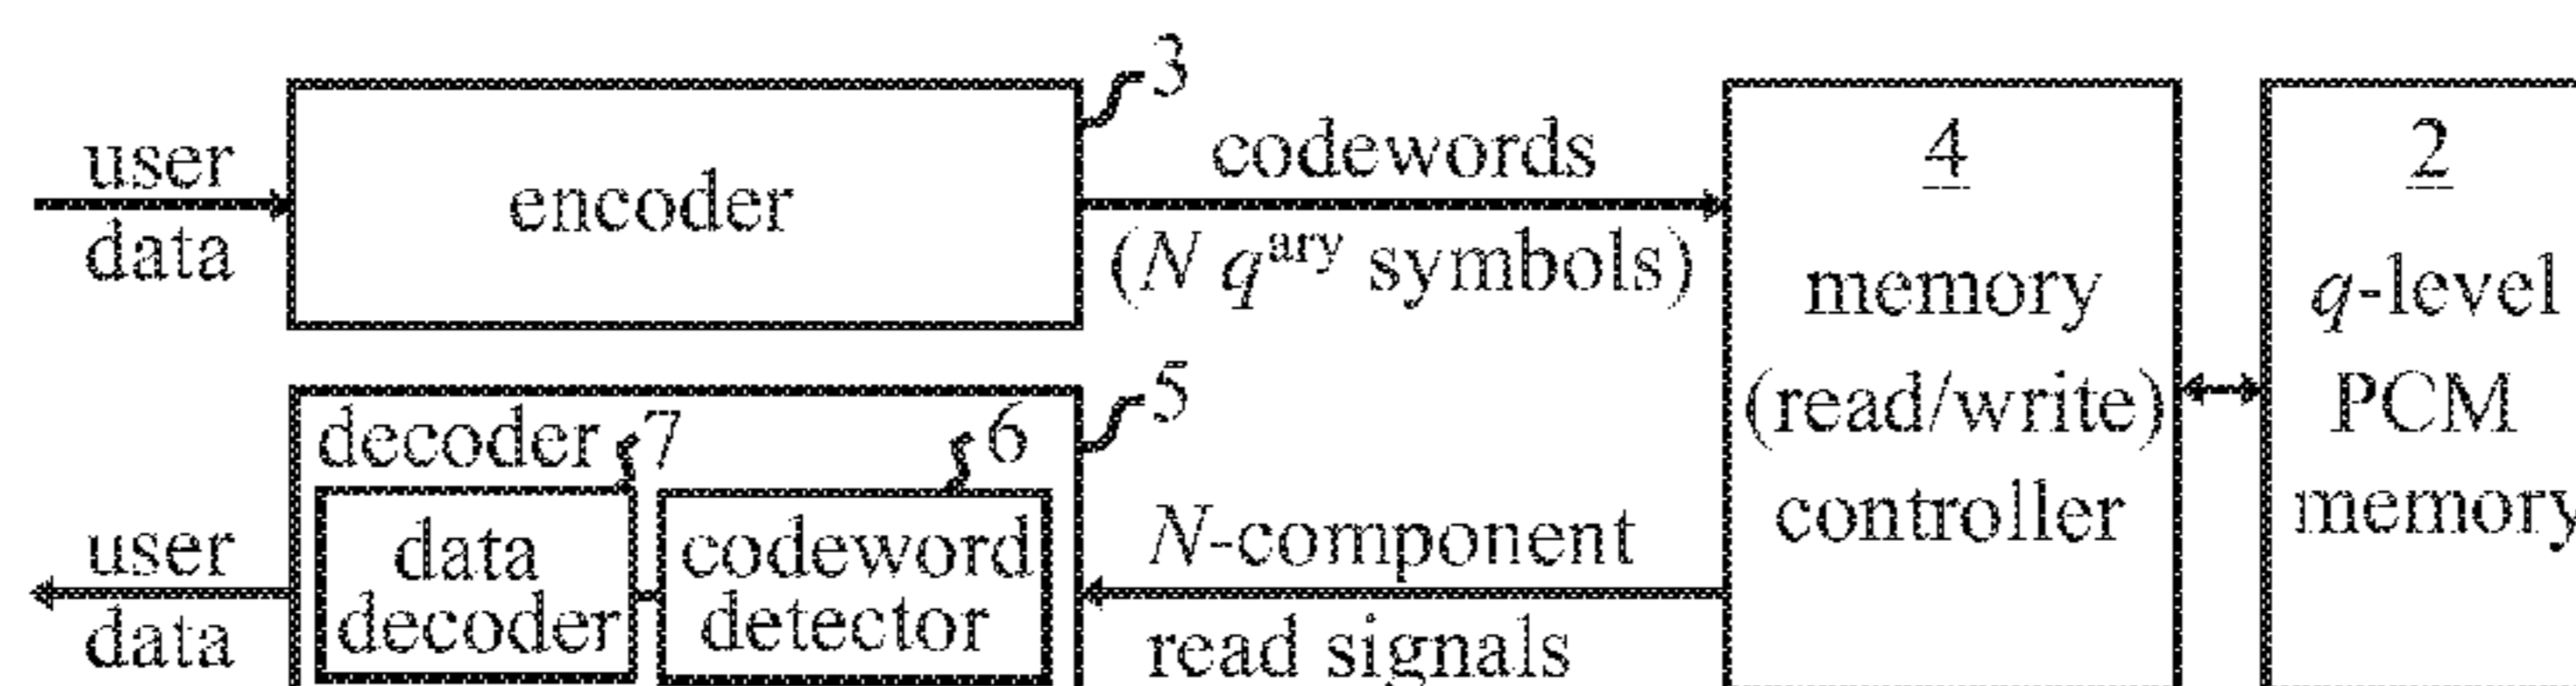 3
user
data
encoder
codewords
(N q^ary symbols)
4
memory
(read/write)
controller
2
q-level
PCM
memory
5
decoder
7
6
data
decoder
codeword
detector
user
data
N-component
read signals